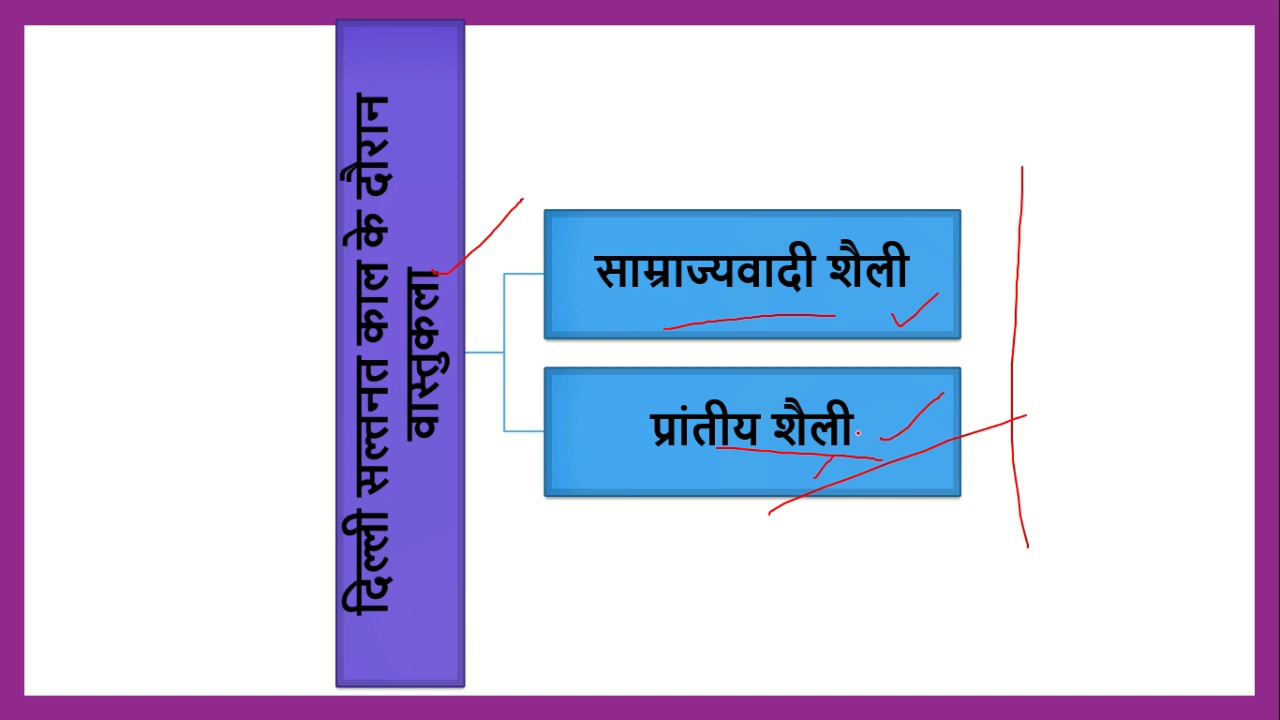 दिल्ली सल्तनत काल के दौरान
वास्तुकला
साम्राज्यवादी शैली
प्रांतीय शैली